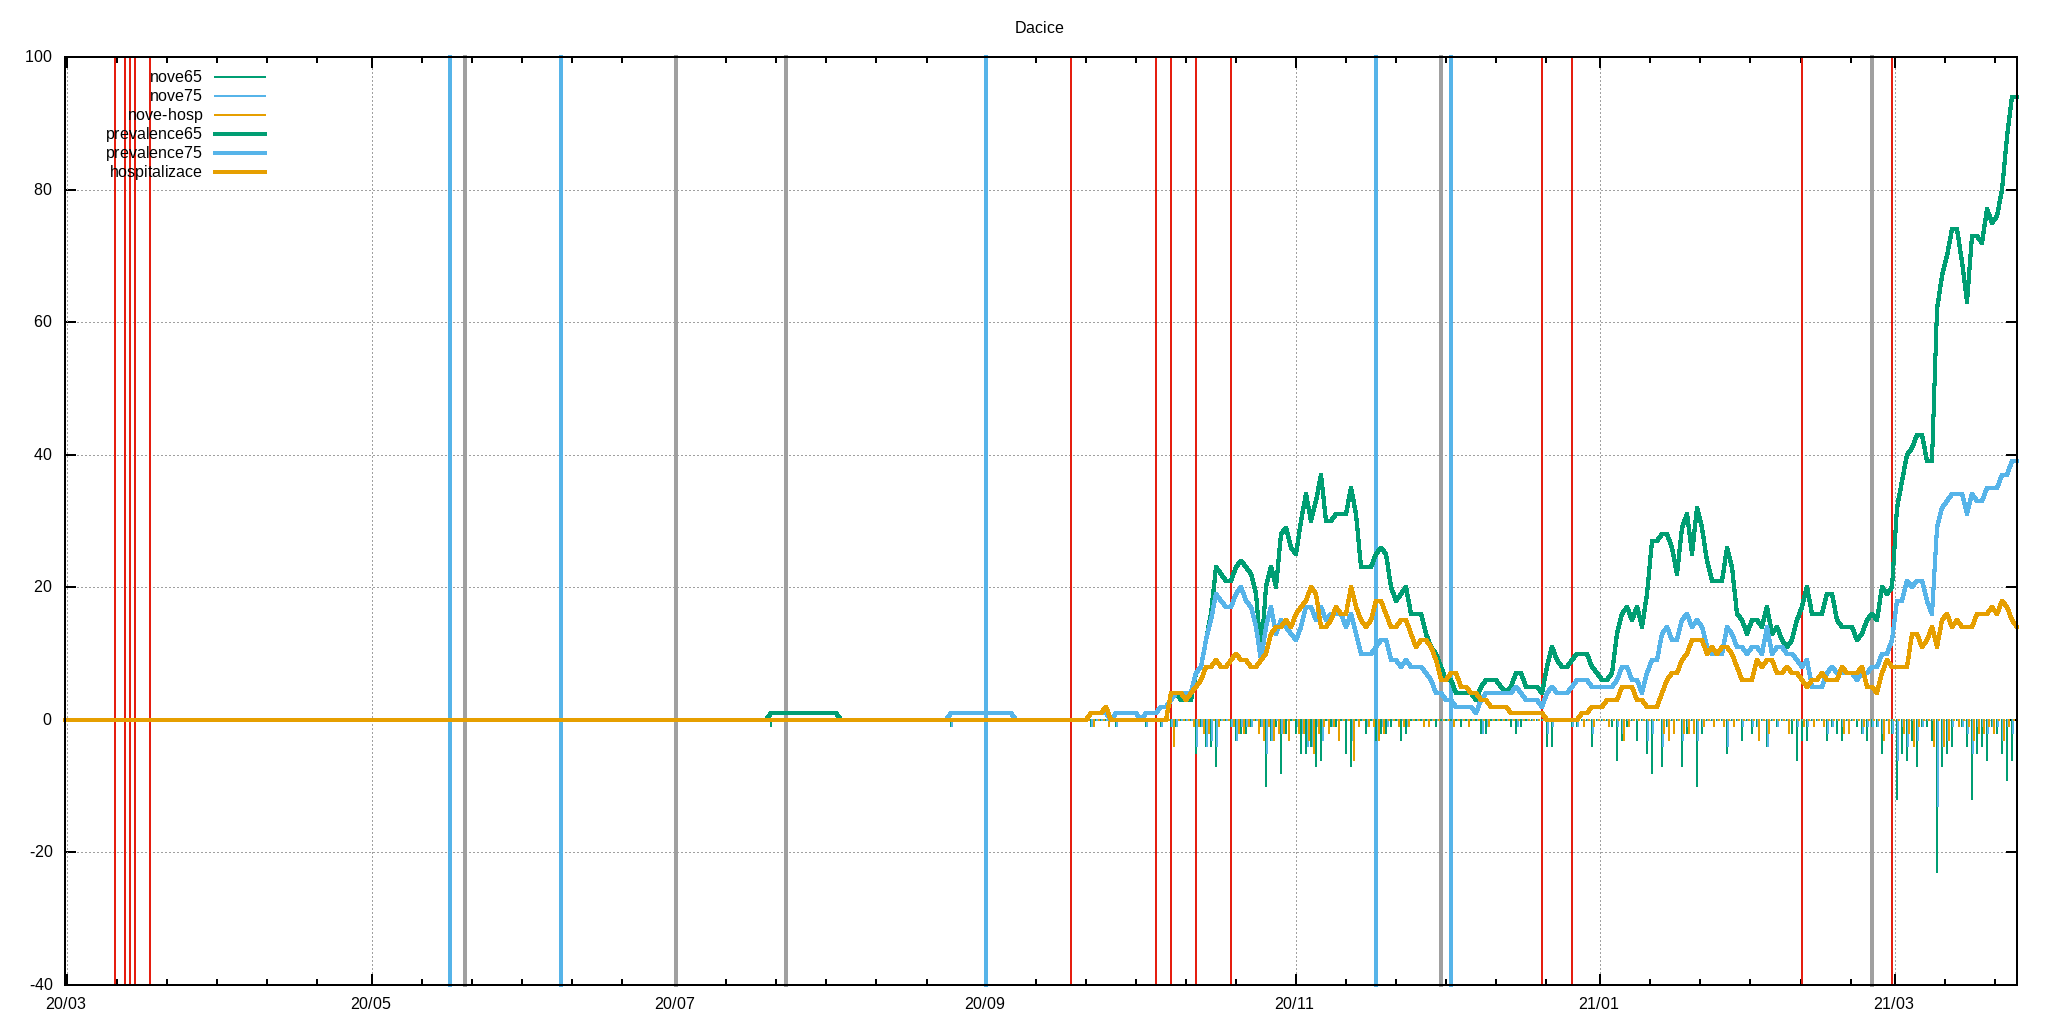 Dacice
100
80
60
40
20
0
-20
-40
nove65
nove75
nove-hosp
prevalence65
prevalence75
hospitalizace
20/03 20/05 20/07 20/09 20/11 21/01 21/03